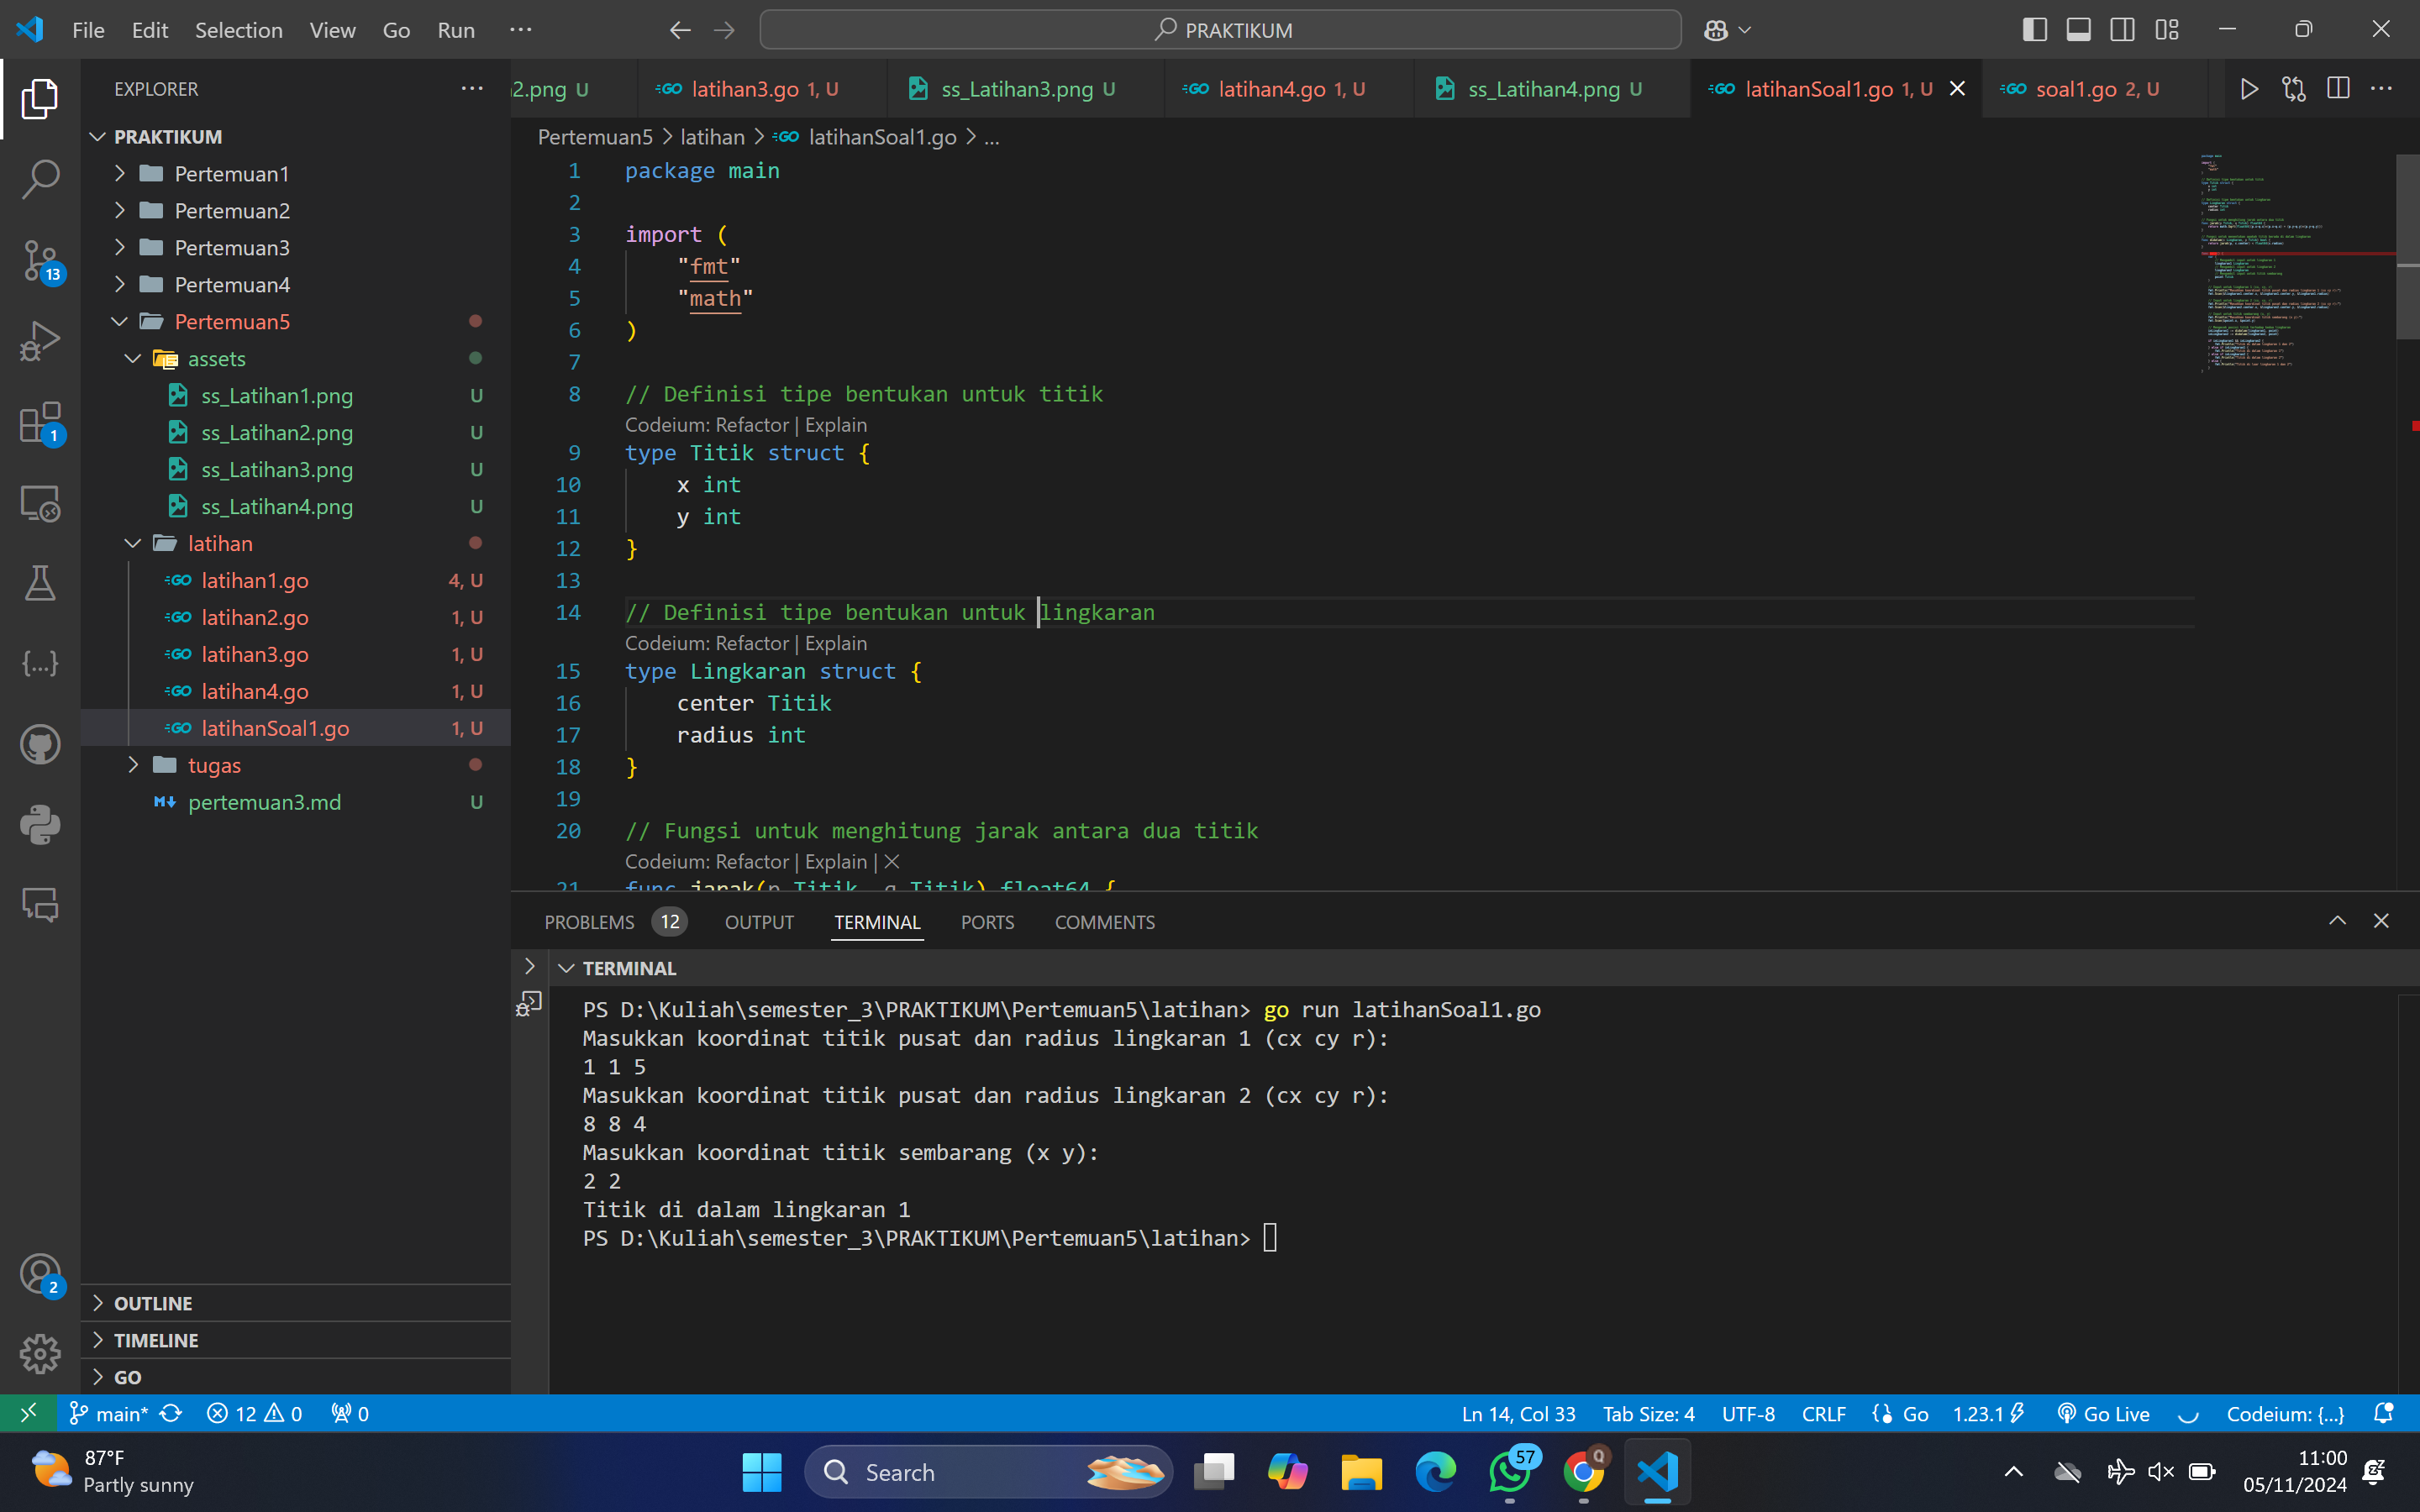 File Edit Selection View Go Run ···
PRAKTIKUM
EXPLORER
PRAKTIKUM
Pertemuan1
Pertemuan2
Pertemuan3
Pertemuan4
Pertemuan5
assets
ss_Latihan1.png U
ss_Latihan2.png U
ss_Latihan3.png U
ss_Latihan4.png U
latihan
latihan1.go 4, U
latihan2.go 1, U
latihan3.go 1, U
latihan4.go 1, U
latihanSoal1.go 1, U
tugas
pertemuan3.md U
OUTLINE
TIMELINE
GO
13
1
2
2.png U
latihan3.go 1, U
ss_Latihan3.png U
latihan4.go 1, U
ss_Latihan4.png U
latihanSoal1.go 1, U
soal1.go 2, U
Pertemuan5 > latihan > latihanSoal1.go > ...
1 package main
2
3 import (
4 "fmt"
5 "math"
6 )
7
8 // Definisi tipe bentukan untuk titik
Codeium: Refactor | Explain
9 type Titik struct {
10 x int
11 y int
12 }
13
14 // Definisi tipe bentukan untuk lingkaran
Codeium: Refactor | Explain
15 type Lingkaran struct {
16 center Titik
17 radius int
18 }
19
20 // Fungsi untuk menghitung jarak antara dua titik
Codeium: Refactor | Explain | ×
21 func jarak(p Titik, q Titik) float64 {
PROBLEMS 12 OUTPUT TERMINAL PORTS COMMENTS
TERMINAL
PS D:\Kuliah\semester_3\PRAKTIKUM\Pertemuan5\latihan> go run latihanSoal1.go
Masukkan koordinat titik pusat dan radius lingkaran 1 (cx cy r):
1 1 5
Masukkan koordinat titik pusat dan radius lingkaran 2 (cx cy r):
8 8 4
Masukkan koordinat titik sembarang (x y):
2 2
Titik di dalam lingkaran 1
PS D:\Kuliah\semester_3\PRAKTIKUM\Pertemuan5\latihan>
main* 12 0 0
Ln 14, Col 33 Tab Size: 4 UTF-8 CRLF Go 1.23.1 Go Live Codeium: {...}
87°F
Partly sunny
Search
57
Q
11:00
05/11/2024